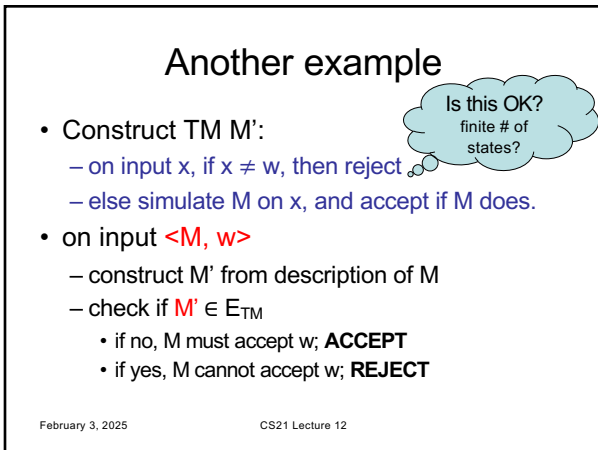 Another example
Is this OK?
finite # of
states?
• Construct TM M’:
– on input x, if x ≠ w, then reject
– else simulate M on x, and accept if M does.
• on input <M, w>
– construct M’ from description of M
– check if M’ ∈ ETM
• if no, M must accept w; ACCEPT
• if yes, M cannot accept w; REJECT
February 3, 2025 CS21 Lecture 12